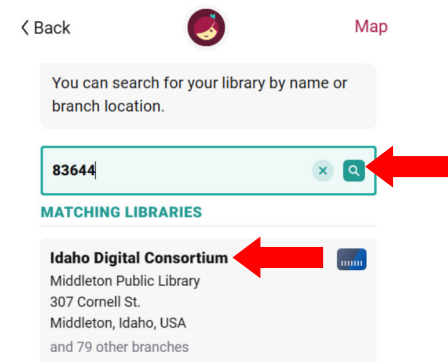 Back
Map
You can search for your library by name or
branch location.
83644
MATCHING LIBRARIES
Idaho Digital Consortium
Middleton Public Library
307 Cornell St.
Middleton, Idaho, USA
and 79 other branches